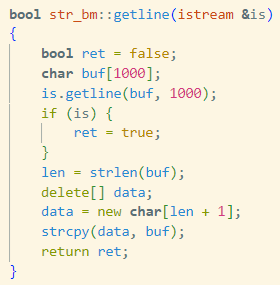 bool str_bm::getline(istream &is)
{
    bool ret = false;
    char buf[1000];
    is.getline(buf, 1000);
    if (is) {
        ret = true;
    }
    len = strlen(buf);
    delete[] data;
    data = new char[len + 1];
    strcpy(data, buf);
    return ret;
}